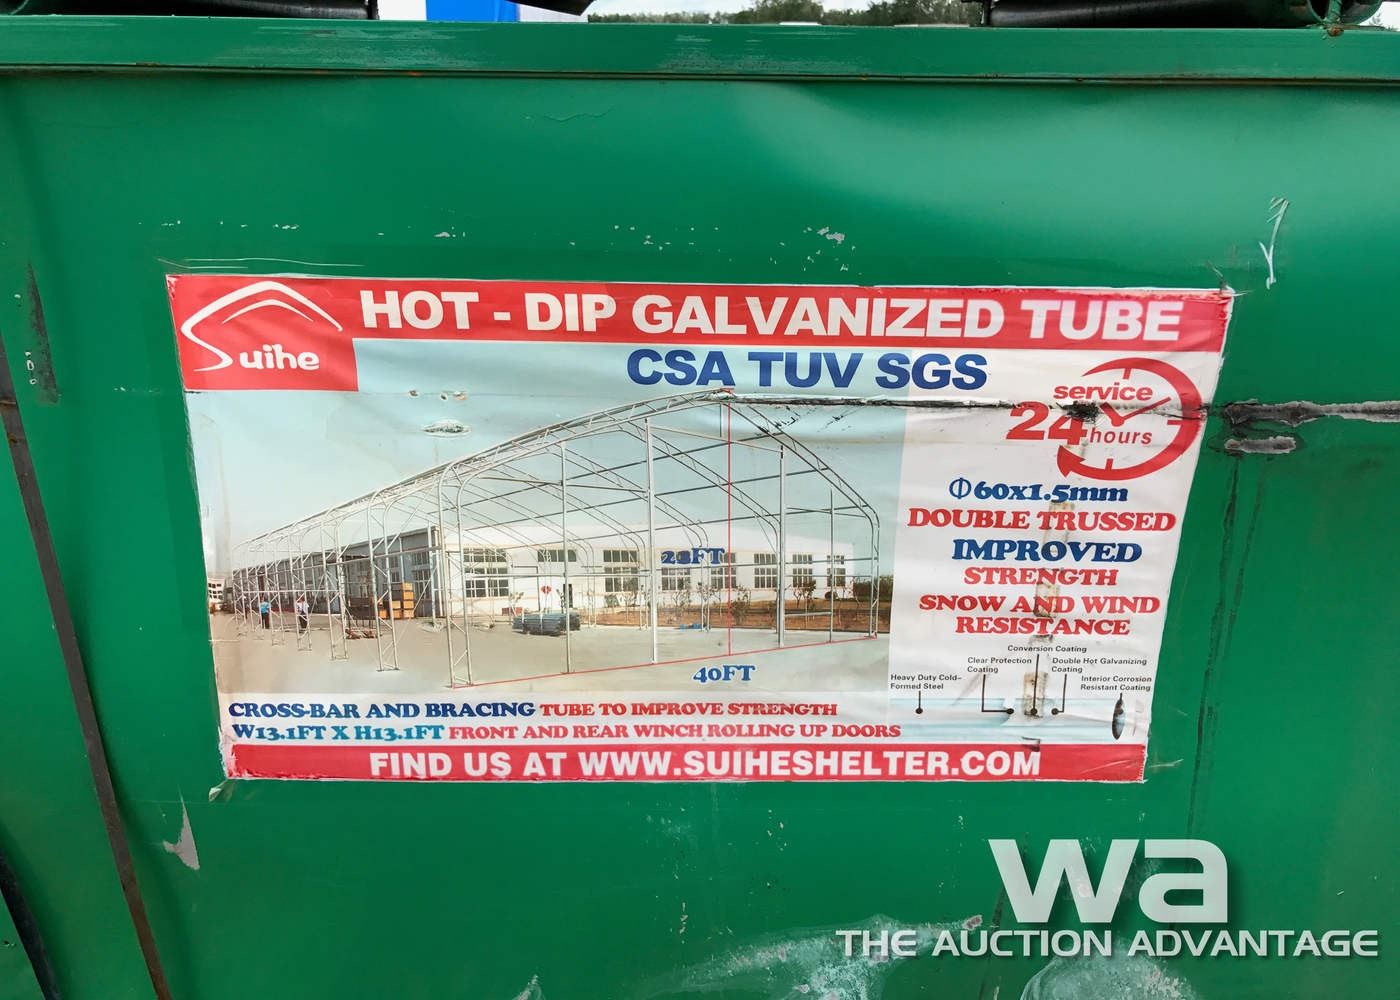 HOT - DIP GALVANIZED TUBE
Suihe
CSA TUV SGS
service
24 hours
Φ60x1.5mm
DOUBLE TRUSSED
IMPROVED
STRENGTH
SNOW AND WIND
RESISTANCE
23FT
40FT
Conversion Coating
Clear Protection
Coating
Double Hot Galvanizing
Coating
Heavy Duty Cold-
Formed Steel
Interior Corrosion
Resistant Coating
CROSS-BAR AND BRACING TUBE TO IMPROVE STRENGTH
W13.1FT X H13.1FT FRONT AND REAR WINCH ROLLING UP DOORS
FIND US AT WWW.SUIHESHELTER.COM
wa
THE AUCTION ADVANTAGE